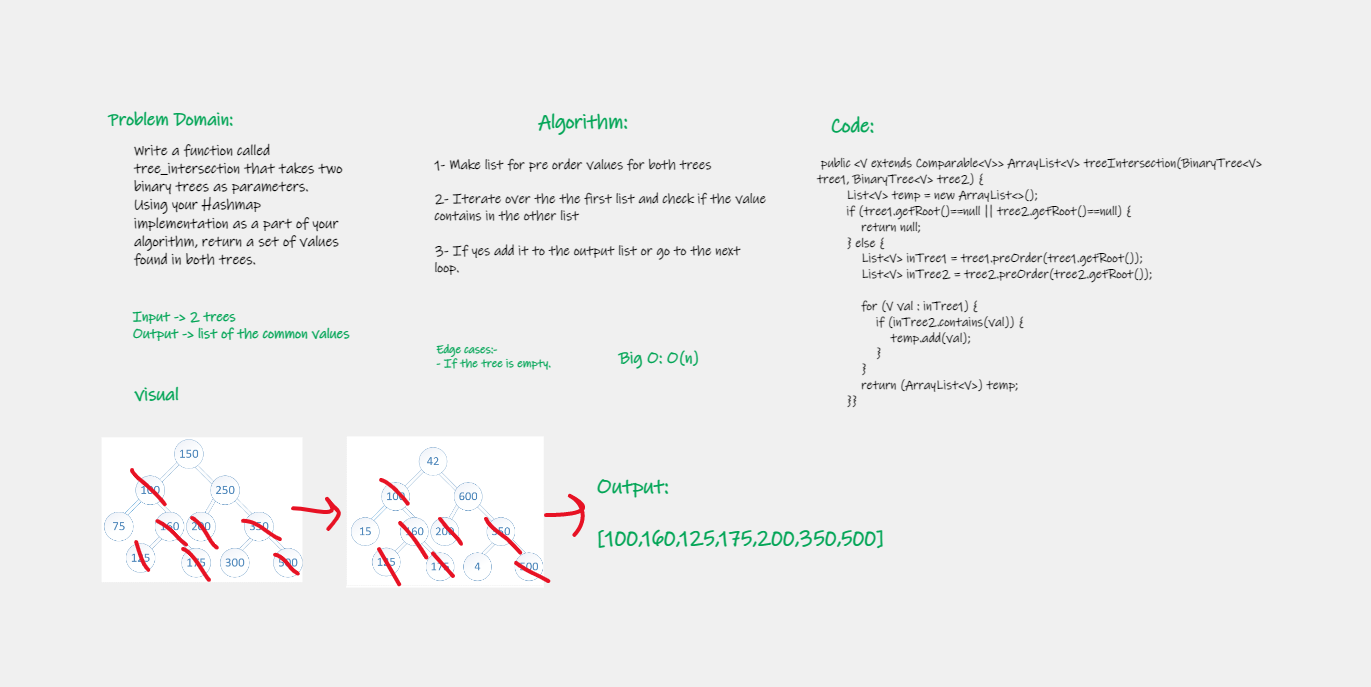 Problem Domain:
Write a function called
tree_intersection that takes two
binary trees as parameters.
Using your Hashmap
implementation as a part of your
algorithm, return a set of values
found in both trees.
Input -> 2 trees
Output -> list of the common values
Algorithm:
1- Make list for pre order values for both trees
2- Iterate over the the first list and check if the value
contains in the other list
3- If yes add it to the output list or go to the next
loop.
Edge cases:-
- If the tree is empty.
Big O: O(n)
Code:
public <V extends Comparable<V>> ArrayList<V> treeIntersection(BinaryTree<V>
tree1, BinaryTree<V> tree2) {
List<V> temp = new ArrayList<>();
if (tree1.getRoot()==null || tree2.getRoot()==null) {
return null;
} else {
List<V> inTree1 = tree1.preOrder(tree1.getRoot());
List<V> inTree2 = tree2.preOrder(tree2.getRoot());
for (V val : inTree1) {
if (inTree2.contains(val)) {
temp.add(val);
}
}
return (ArrayList<V>) temp;
}}
visual
150
100 250
75 160 200 350
125 175 300 500
42
100 600
15 160 200 350
125 175 4 500
Output:
[100,160,125,175,200,350,500]